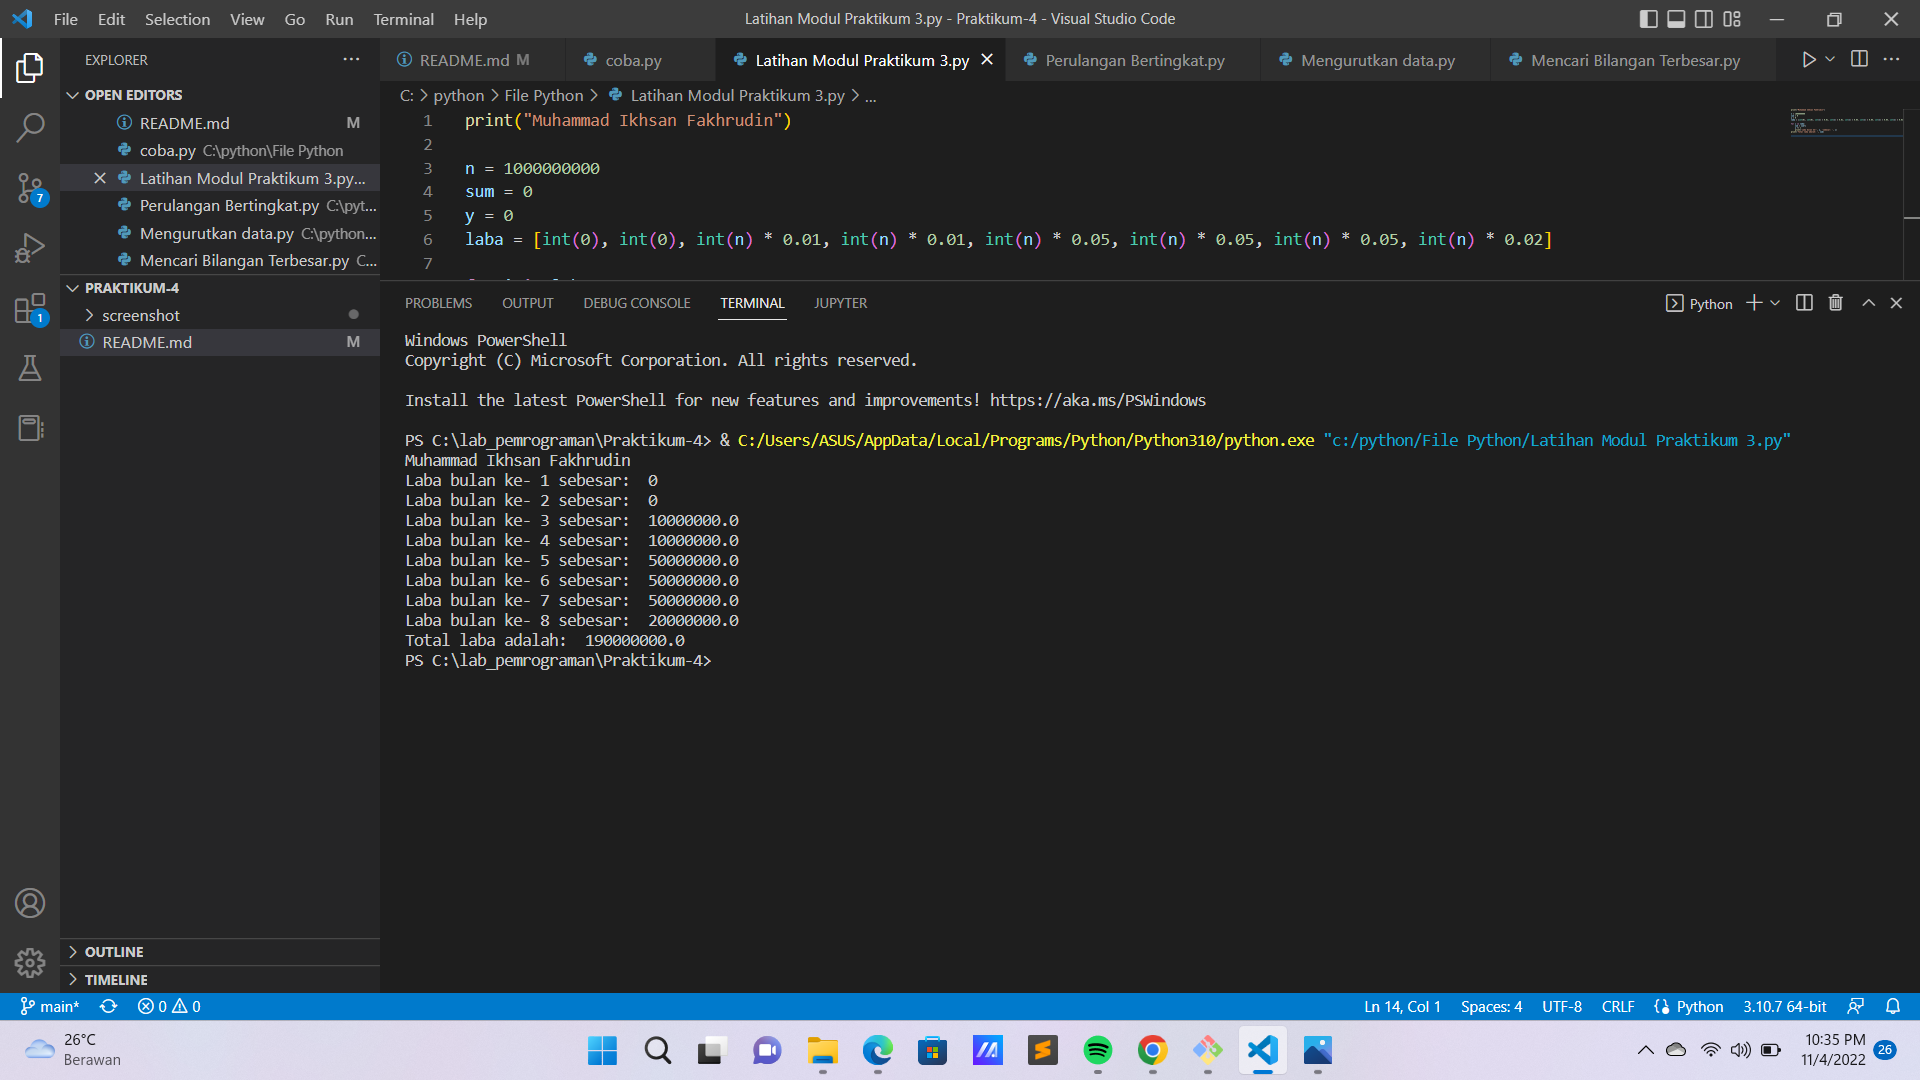 File Edit Selection View Go Run Terminal Help
Latihan Modul Praktikum 3.py - Praktikum-4 - Visual Studio Code
EXPLORER
OPEN EDITORS
README.md M
coba.py C:\python\File Python
Latihan Modul Praktikum 3.py...
Perulangan Bertingkat.py C:\pyt...
Mengurutkan data.py C:\python...
Mencari Bilangan Terbesar.py C...
PRAKTIKUM-4
screenshot
README.md M
OUTLINE
TIMELINE
7
1
README.md M coba.py Latihan Modul Praktikum 3.py Perulangan Bertingkat.py Mengurutkan data.py Mencari Bilangan Terbesar.py
C: > python > File Python > Latihan Modul Praktikum 3.py > ...
1 print("Muhammad Ikhsan Fakhrudin")
2
3 n = 1000000000
4 sum = 0
5 y = 0
6 laba = [int(0), int(0), int(n) * 0.01, int(n) * 0.01, int(n) * 0.05, int(n) * 0.05, int(n) * 0.05, int(n) * 0.02]
7
PROBLEMS OUTPUT DEBUG CONSOLE TERMINAL JUPYTER
Python
Windows PowerShell
Copyright (C) Microsoft Corporation. All rights reserved.
Install the latest PowerShell for new features and improvements! https://aka.ms/PSWindows
PS C:\lab_pemrograman\Praktikum-4> & C:/Users/ASUS/AppData/Local/Programs/Python/Python310/python.exe "c:/python/File Python/Latihan Modul Praktikum 3.py"
Muhammad Ikhsan Fakhrudin
Laba bulan ke- 1 sebesar:  0
Laba bulan ke- 2 sebesar:  0
Laba bulan ke- 3 sebesar:  10000000.0
Laba bulan ke- 4 sebesar:  10000000.0
Laba bulan ke- 5 sebesar:  50000000.0
Laba bulan ke- 6 sebesar:  50000000.0
Laba bulan ke- 7 sebesar:  50000000.0
Laba bulan ke- 8 sebesar:  20000000.0
Total laba adalah:  190000000.0
PS C:\lab_pemrograman\Praktikum-4>
main* 0 0
Ln 14, Col 1 Spaces: 4 UTF-8 CRLF Python 3.10.7 64-bit
26°C
Berawan
10:35 PM
11/4/2022
26